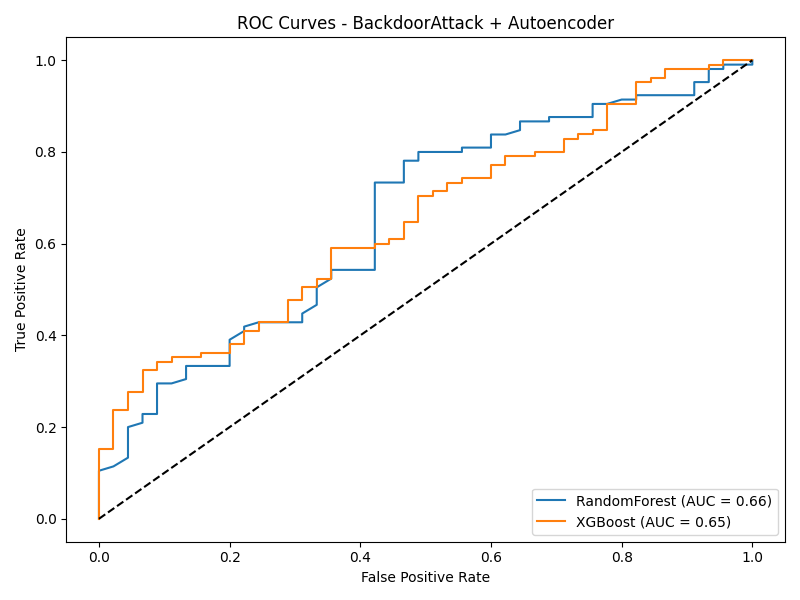 ROC Curves - BackdoorAttack + Autoencoder
True Positive Rate
1.0
0.8
0.6
0.4
0.2
0.0
0.0 0.2 0.4 0.6 0.8 1.0
False Positive Rate
RandomForest (AUC = 0.66)
XGBoost (AUC = 0.65)